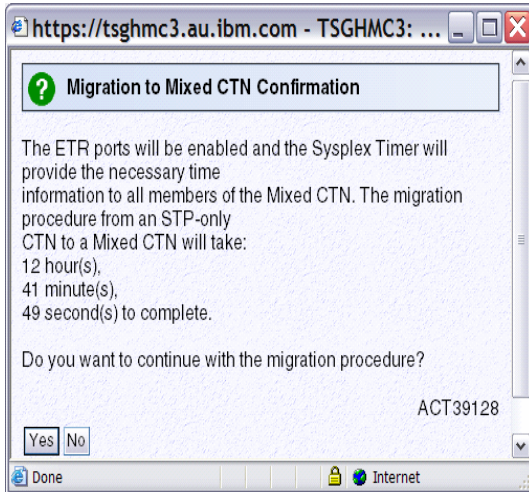 https://tsghmc3.au.ibm.com - TSGHMC3: ...
Migration to Mixed CTN Confirmation
The ETR ports will be enabled and the Sysplex Timer will
provide the necessary time
information to all members of the Mixed CTN. The migration
procedure from an STP-only
CTN to a Mixed CTN will take:
12 hour(s),
41 minute(s),
49 second(s) to complete.
Do you want to continue with the migration procedure?
ACT39128
Yes No
Done Internet